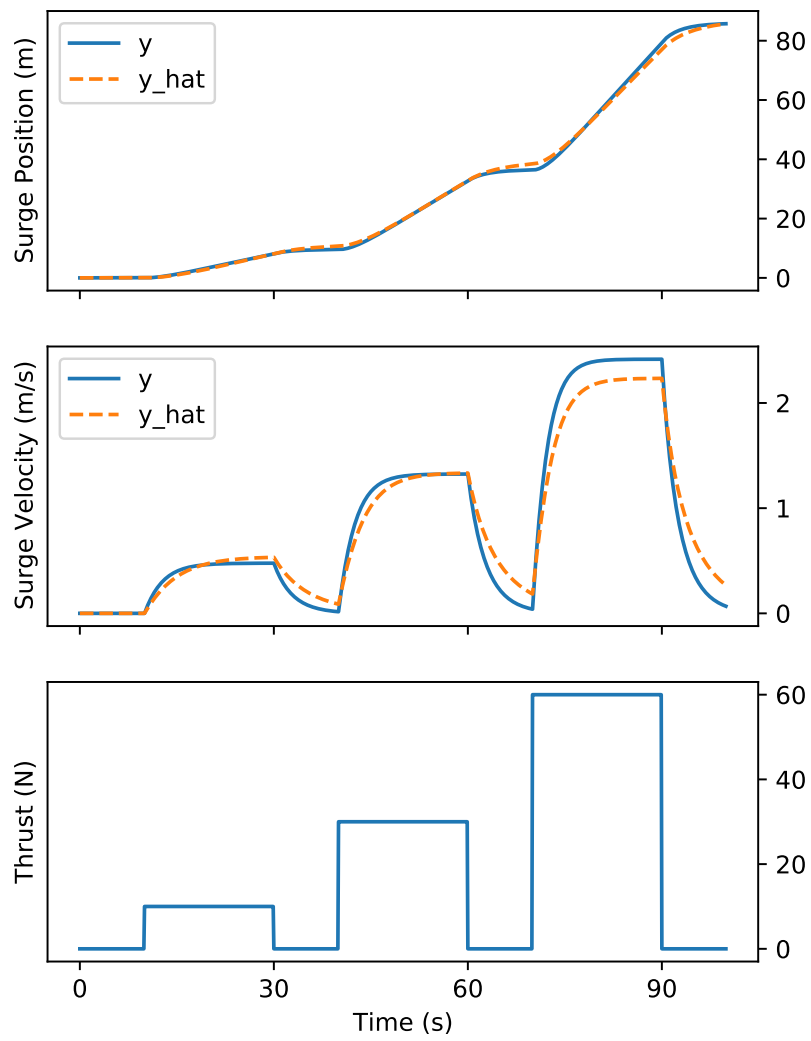 Surge Position (m)
y
y_hat
80
60
40
20
0
Surge Velocity (m/s)
y
y_hat
2
1
0
Thrust (N)
60
40
20
0
0 30 60 90
Time (s)